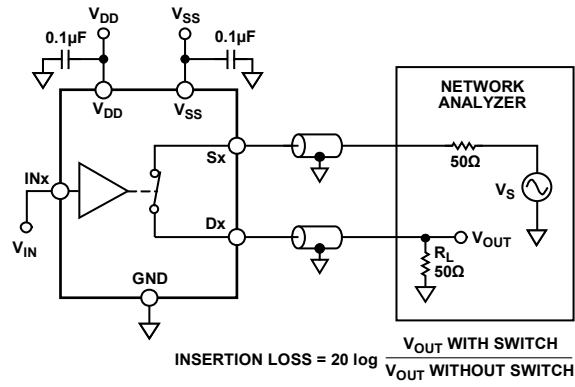 VDD
VSS
0.1µF
0.1µF
VDD
VSS
NETWORK
ANALYZER
Sx
50Ω
VS
INx
Dx
VOUT
RL
50Ω
VIN
GND
INSERTION LOSS = 20 log VOUT WITH SWITCH
VOUT WITHOUT SWITCH